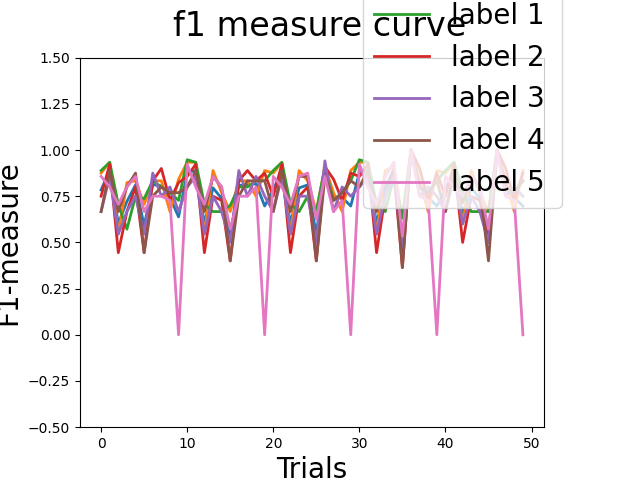 f1 measure curve
label 1
label 2
label 3
label 4
label 5
1.50
1.25
1.00
0.75
0.50
0.25
0.00
−0.25
−0.50
F1-measure
0 10 20 30 40 50
Trials